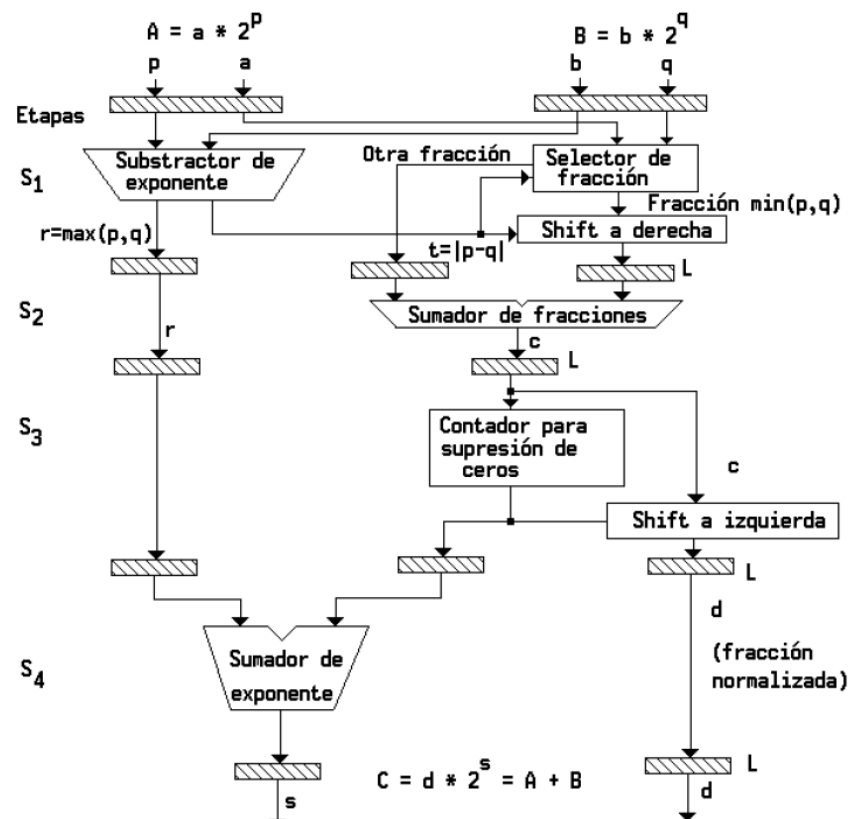 A = a * 2^p
B = b * 2^q
p
a
b
q
Etapas
S1
Substractor de
exponente
Otra fracción
Selector de
fracción
Fracción min(p,q)
r=max(p,q)
t=|p-q|
Shift a derecha
L
S2
Sumador de fracciones
r
c
L
S3
Contador para
supresión de
ceros
c
Shift a izquierda
L
d
S4
Sumador de
exponente
(fracción
normalizada)
L
C = d * 2^s = A + B
s
d